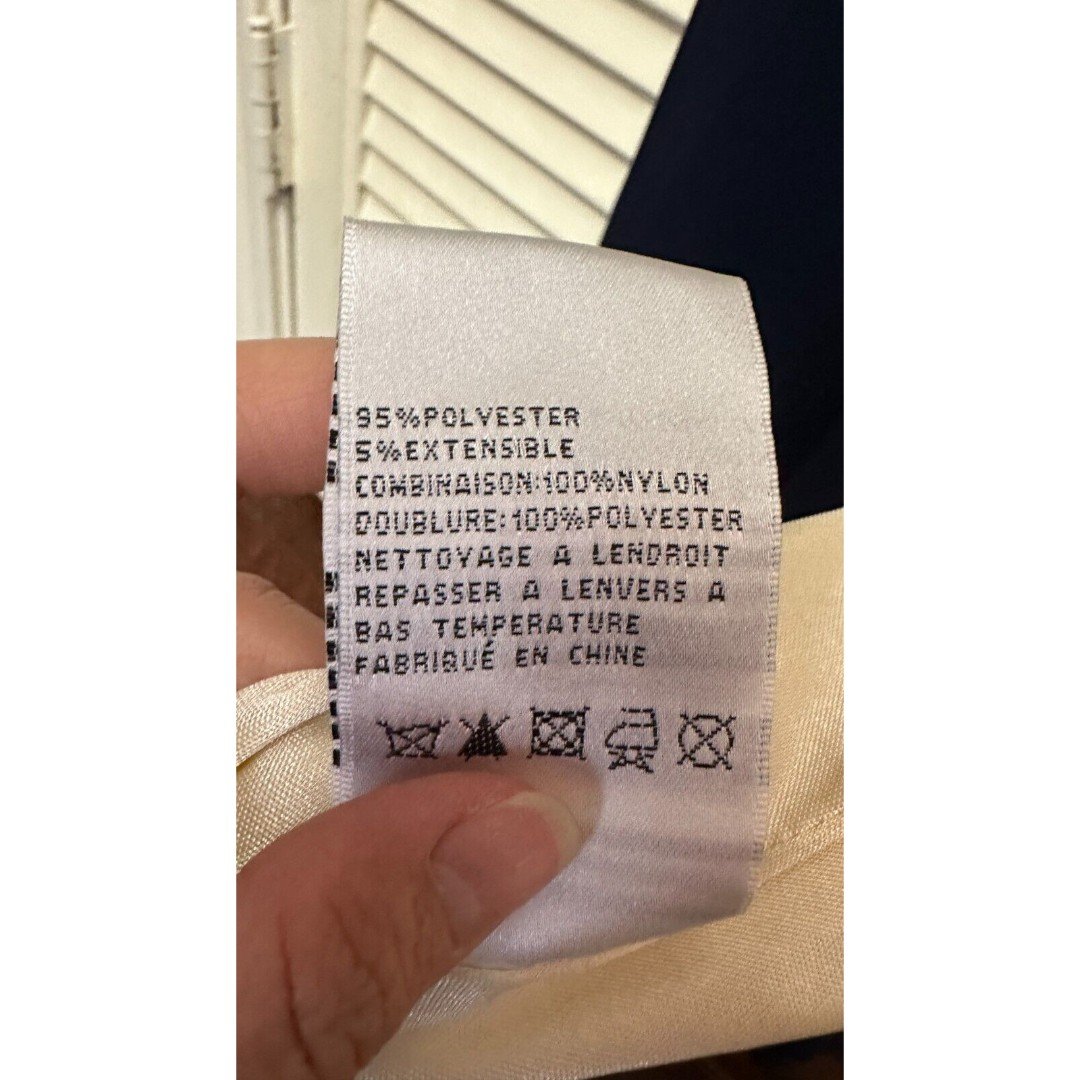 95%POLYESTER
5%EXTENSIBLE
COMBINAISON:100%NYLON
DOUBLURE:100%POLYESTER
NETTOYAGE A LENDROIT
REPASSER A LENVERS A
BAS TEMPERATURE
FABRIQUÉ EN CHINE